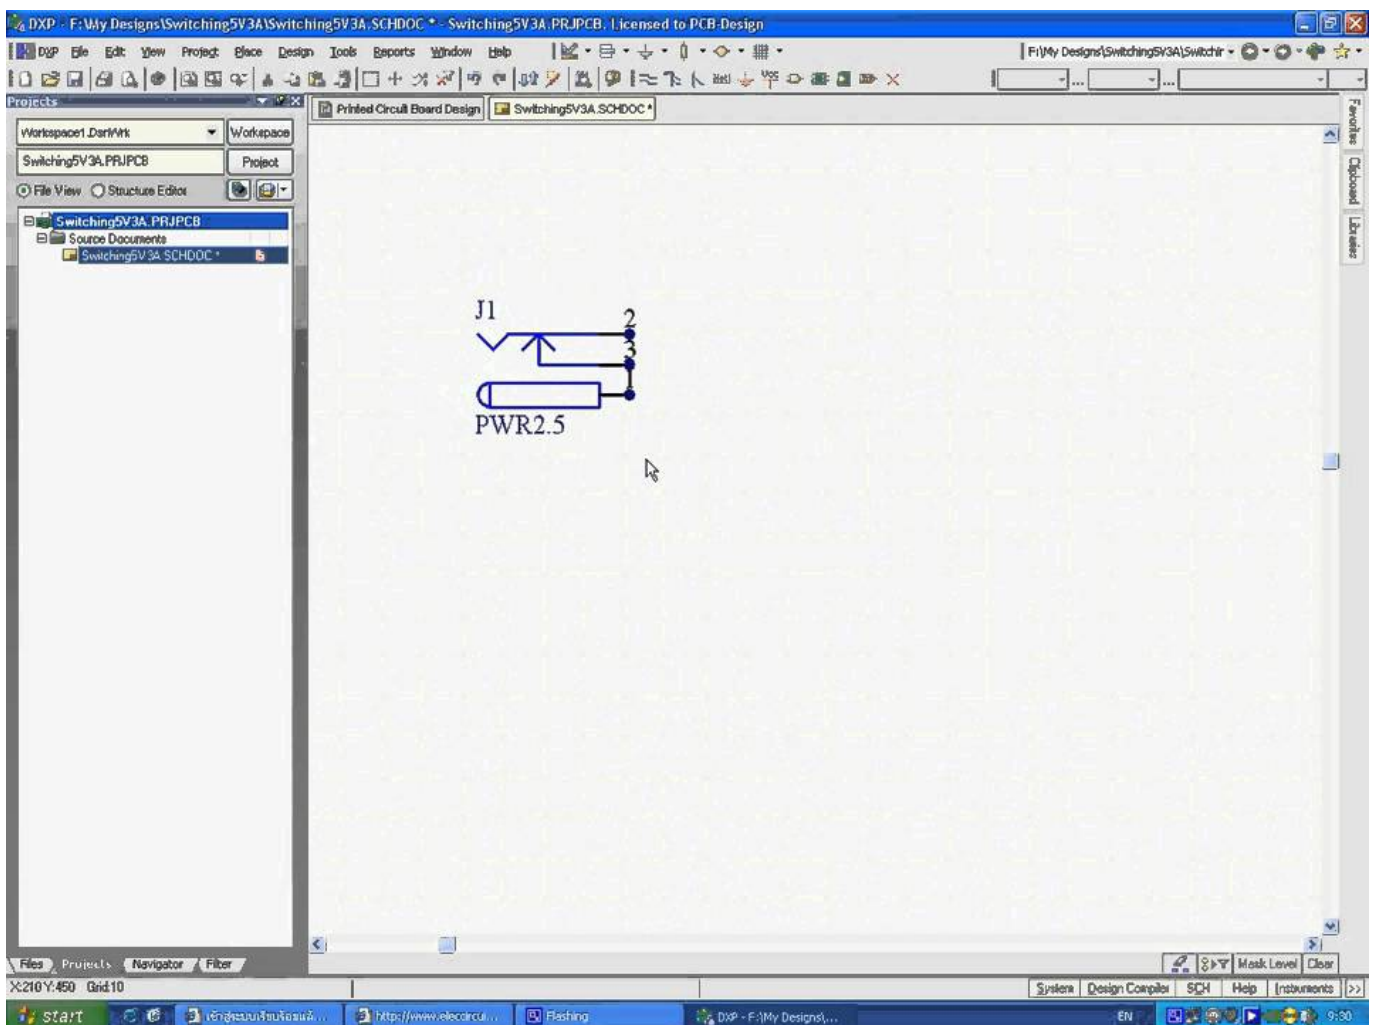 DXP - F:\My Designs\Switching5V3A\Switching5V3A.SCHDOC * - Switching5V3A.PRJPCB. Licensed to PCB-Design
DXP File Edit View Project Place Design Tools Reports Window Help
F:\My Designs\Switching5V3A\Switchir
Projects
Printed Circuit Board Design
Switching5V3A.SCHDOC *
Workspace1.DsnWrk
Workspace
Switching5V3A.PRJPCB
Project
File View
Structure Editor
Switching5V3A.PRJPCB
Source Documents
Switching5V3A.SCHDOC *
Favorites
Clipboard
Libraries
J1
2
3
PWR2.5
Files
Projects
Navigator
Filter
Mask Level
Clear
X:210 Y:450 Grid:10
System
Design Compiler
SCH
Help
Instruments
>>
start
http://www.eleccircui...
Flashing
DXP - F:\My Designs\...
EN
9:30